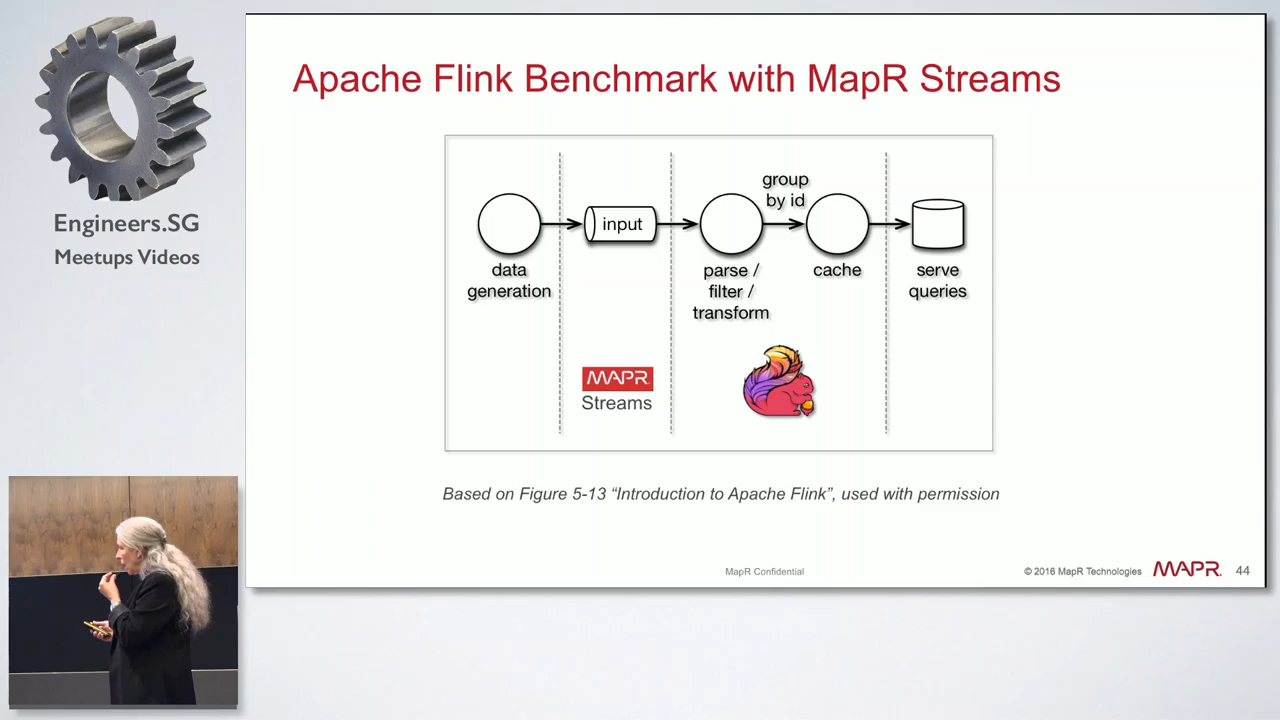 Engineers.SG
Meetups Videos
Apache Flink Benchmark with MapR Streams
group
by id
input
data
generation
parse /
filter /
transform
cache
serve
queries
MAPR
Streams
Based on Figure 5-13 “Introduction to Apache Flink”, used with permission
MapR Confidential
© 2016 MapR Technologies
MAPR
44